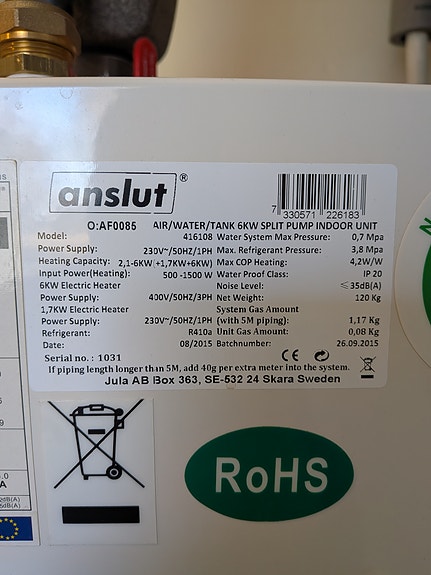 anslut®
7 330571 226183
O:AF0085 AIR/WATER/TANK 6KW SPLIT PUMP INDOOR UNIT
Model: 416108 Water System Max Pressure: 0,7 Mpa
Power Supply: 230V~/50HZ/1PH Max. Refrigerant Pressure: 3,8 Mpa
Heating Capacity: 2,1-6KW(+1,7KW+6KW) Max COP Heating: 4,2W/W
Input Power(Heating): 500-1500 W Water Proof Class: IP 20
6KW Electric Heater Noise Level: ≤35dB(A)
Power Supply: 400V/50HZ/3PH Net Weight: 120 Kg
1,7KW Electric Heater System Gas Amount
Power Supply: 230V~/50HZ/1PH (with 5M piping): 1,17 Kg
Refrigerant: R410a Unit Gas Amount: 0,08 Kg
Date: 08/2015 Batchnumber: 26.09.2015
Serial no. : 1031 CE
If piping length longer than 5M, add 40g per extra meter into the system.
Jula AB Box 363, SE-532 24 Skara Sweden
RoHS